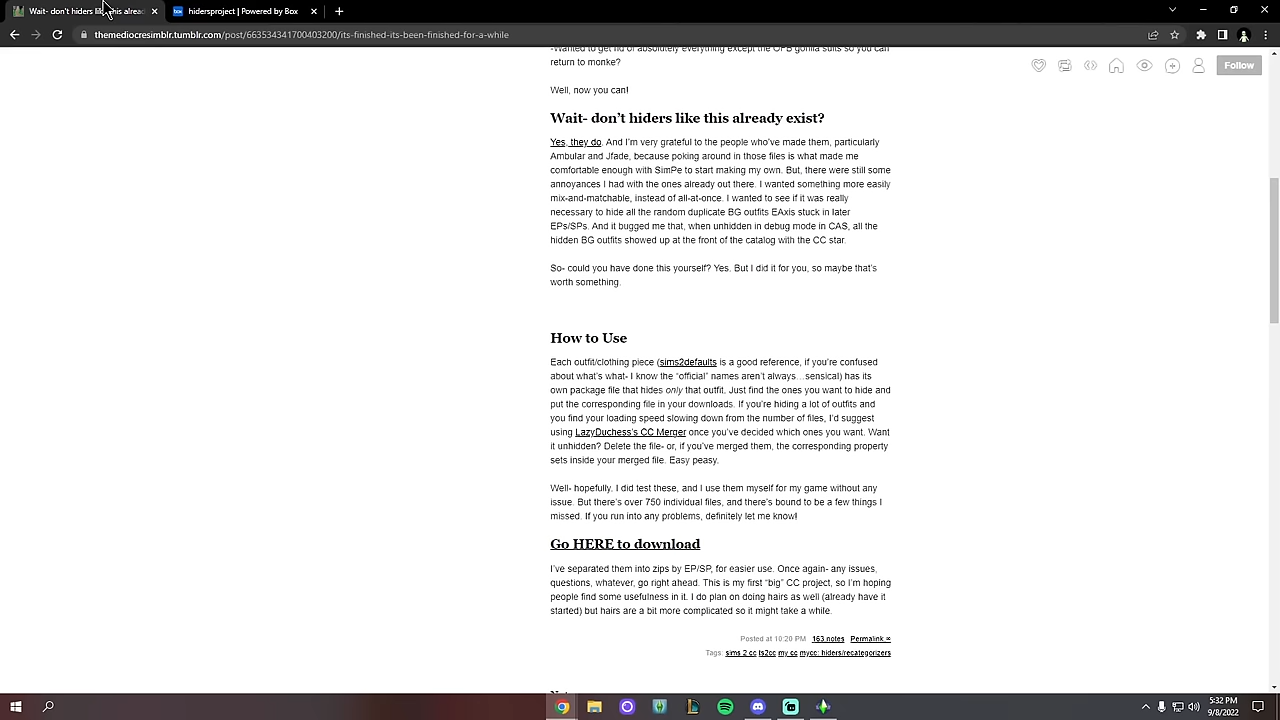 Wait- don't hiders like this alread
hidersproject | Powered by Box
themediocresimblr.tumblr.com/post/663534341700403200/its-finished-its-been-finished-for-a-while
-Wanted to get rid of absolutely everything except the OFB gorilla suits so you can
return to monke?
Follow
Well, now you can!
Wait- don't hiders like this already exist?
Yes, they do. And I'm very grateful to the people who've made them, particularly
Ambular and Jfade, because poking around in those files is what made me
comfortable enough with SimPe to start making my own. But, there were still some
annoyances I had with the ones already out there. I wanted something more easily
mix-and-matchable, instead of all-at-once. I wanted to see if it was really
necessary to hide all the random duplicate BG outfits EAxis stuck in later
EPs/SPs. And it bugged me that, when unhidden in debug mode in CAS, all the
hidden BG outfits showed up at the front of the catalog with the CC star.
So- could you have done this yourself? Yes. But I did it for you, so maybe that's
worth something.
How to Use
Each outfit/clothing piece (sims2defaults is a good reference, if you're confused
about what's what- I know the "official" names aren't always…sensical) has its
own package file that hides only that outfit. Just find the ones you want to hide and
put the corresponding file in your downloads. If you're hiding a lot of outfits and
you find your loading speed slowing down from the number of files, I'd suggest
using LazyDuchess's CC Merger once you've decided which ones you want. Want
it unhidden? Delete the file- or, if you've merged them, the corresponding property
sets inside your merged file. Easy peasy.
Well- hopefully. I did test these, and I use them myself for my game without any
issue. But there's over 750 individual files, and there's bound to be a few things I
missed. If you run into any problems, definitely let me know!
Go HERE to download
I've separated them into zips by EP/SP, for easier use. Once again- any issues,
questions, whatever, go right ahead. This is my first "big" CC project, so I'm hoping
people find some usefulness in it. I do plan on doing hairs as well (already have it
started) but hairs are a bit more complicated so it might take a while.
Posted at 10:20 PM 163 notes Permalink ∞
Tags: sims 2 cc ts2cc my cc mycc: hiders/recategorizers
5:32 PM
9/8/2022